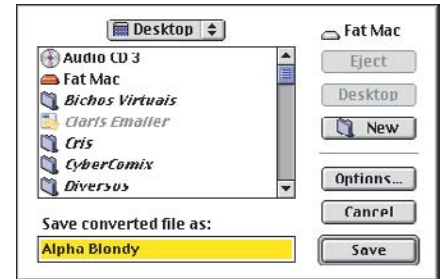 Desktop
Fat Mac
Audio CD 3
Fat Mac
Bichos Virtuais
Claris Emailer
Cris
CyberComix
Diversos
Eject
Desktop
New
Options...
Cancel
Save
Save converted file as:
Alpha Blondy